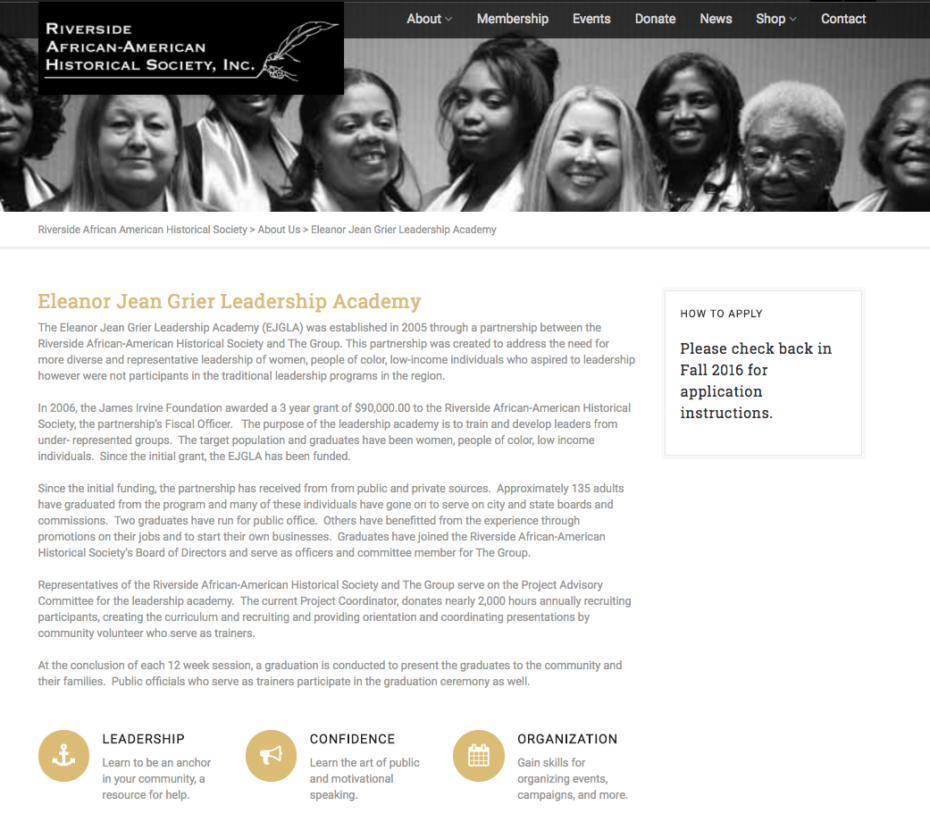 RIVERSIDE
AFRICAN-AMERICAN
HISTORICAL SOCIETY, INC.
About Membership Events Donate News Shop Contact
Riverside African American Historical Society > About Us > Eleanor Jean Grier Leadership Academy
Eleanor Jean Grier Leadership Academy
The Eleanor Jean Grier Leadership Academy (EJGLA) was established in 2005 through a partnership between the
Riverside African-American Historical Society and The Group. This partnership was created to address the need for
more diverse and representative leadership of women, people of color, low-income individuals who aspired to leadership
however were not participants in the traditional leadership programs in the region.
In 2006, the James Irvine Foundation awarded a 3 year grant of $90,000.00 to the Riverside African-American Historical
Society, the partnership's Fiscal Officer. The purpose of the leadership academy is to train and develop leaders from
under- represented groups. The target population and graduates have been women, people of color, low income
individuals. Since the initial grant, the EJGLA has been funded.
Since the initial funding, the partnership has received from from public and private sources. Approximately 135 adults
have graduated from the program and many of these individuals have gone on to serve on city and state boards and
commissions. Two graduates have run for public office. Others have benefitted from the experience through
promotions on their jobs and to start their own businesses. Graduates have joined the Riverside African-American
Historical Society's Board of Directors and serve as officers and committee member for The Group.
Representatives of the Riverside African-American Historical Society and The Group serve on the Project Advisory
Committee for the leadership academy. The current Project Coordinator, donates nearly 2,000 hours annually recruiting
participants, creating the curriculum and recruiting and providing orientation and coordinating presentations by
community volunteer who serve as trainers.
At the conclusion of each 12 week session, a graduation is conducted to present the graduates to the community and
their families. Public officials who serve as trainers participate in the graduation ceremony as well.
HOW TO APPLY
Please check back in
Fall 2016 for
application
instructions.
LEADERSHIP
Learn to be an anchor
in your community, a
resource for help.
CONFIDENCE
Learn the art of public
and motivational
speaking.
ORGANIZATION
Gain skills for
organizing events,
campaigns, and more.